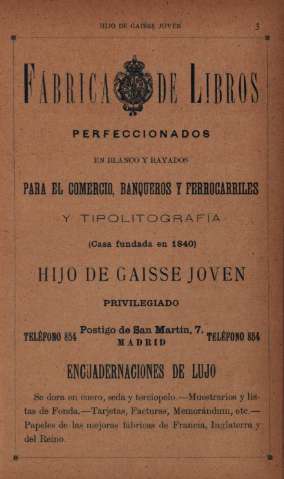 HIJO DE GAISSE JOVEN 3
FÁBRICA DE LIBROS
PERFECCIONADOS
EN BLANCO Y RAYADOS
PARA EL COMERCIO, BANQUEROS Y FERROCARRILES
Y TIPOLITOGRAFÍA
(Casa fundada en 1840)
HIJO DE GAISSE JOVEN
PRIVILEGIADO
TELÉFONO 854 Postigo de San Martín, 7. TELÉFONO 854
MADRID
ENCUADERNACIONES DE LUJO
Se dora en cuero, seda y terciopelo.—Muestrarios y lis-
tas de Fonda.—Tarjetas, Facturas, Memorándum, etc.—
Papeles de las mejores fábricas de Francia, Inglaterra y
del Reino.